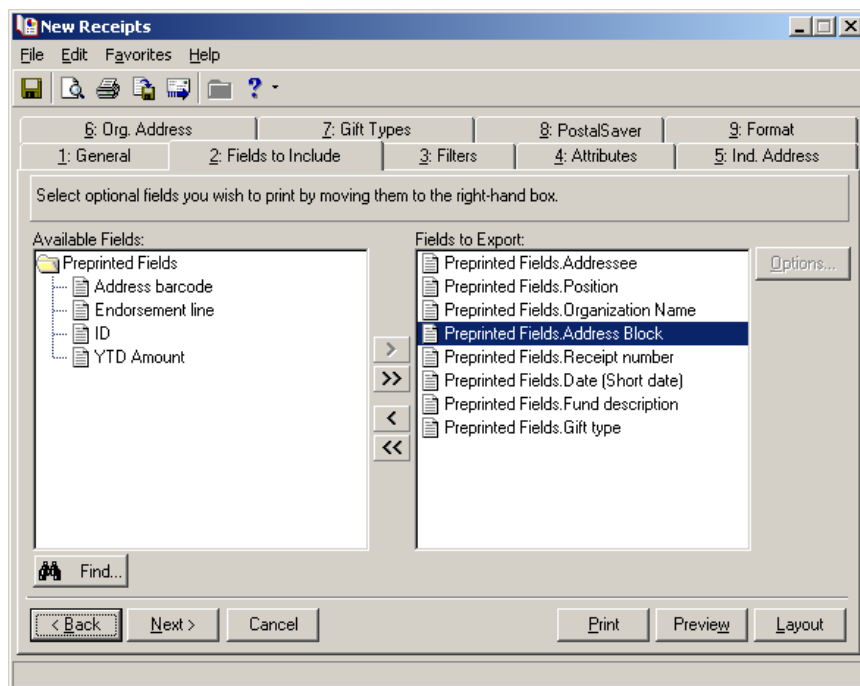 New Receipts
File Edit Favorites Help
?
6: Org. Address 7: Gift Types 8: PostalSaver 9: Format
1: General 2: Fields to Include 3: Filters 4: Attributes 5: Ind. Address
Select optional fields you wish to print by moving them to the right-hand box.
Available Fields:
Preprinted Fields
Address barcode
Endorsement line
ID
YTD Amount
>
>>
<
<<
Fields to Export:
Preprinted Fields.Addressee
Preprinted Fields.Position
Preprinted Fields.Organization Name
Preprinted Fields.Address Block
Preprinted Fields.Receipt number
Preprinted Fields.Date (Short date)
Preprinted Fields.Fund description
Preprinted Fields.Gift type
Options...
Find...
< Back Next > Cancel Print Preview Layout